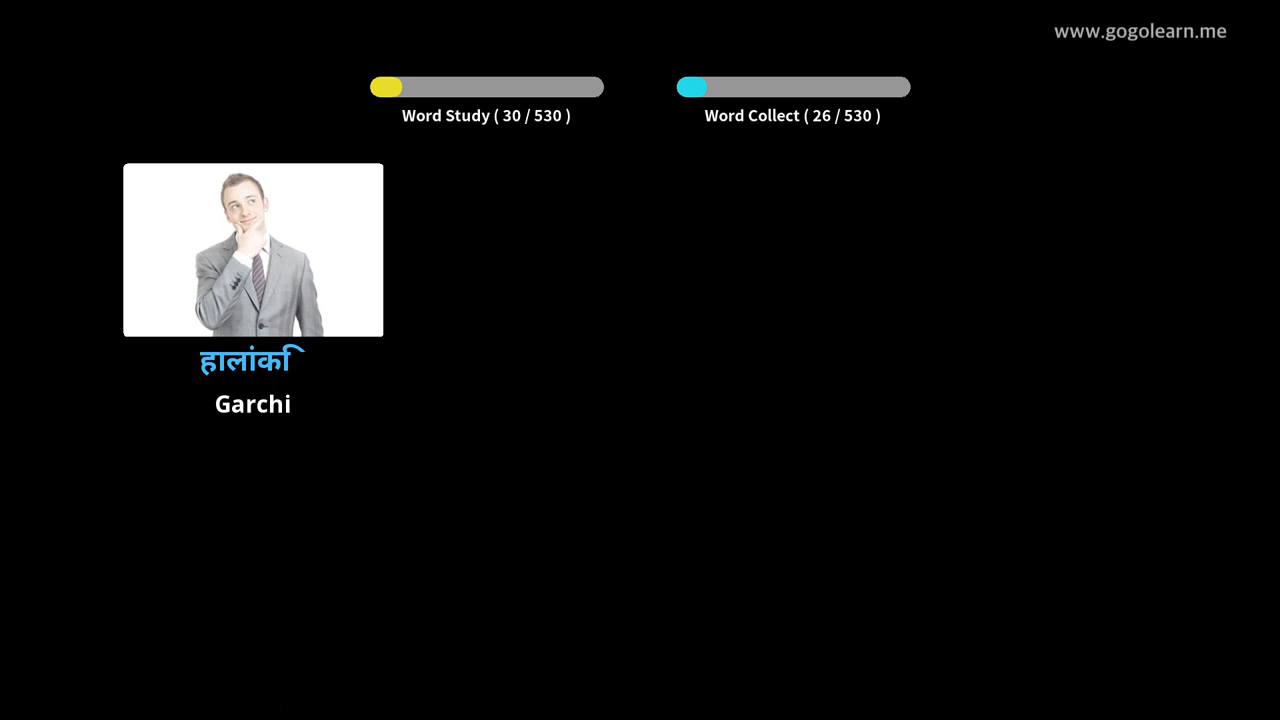 www.gogolearn.me
Word Study ( 30 / 530 )
Word Collect ( 26 / 530 )
हालांकि
Garchi